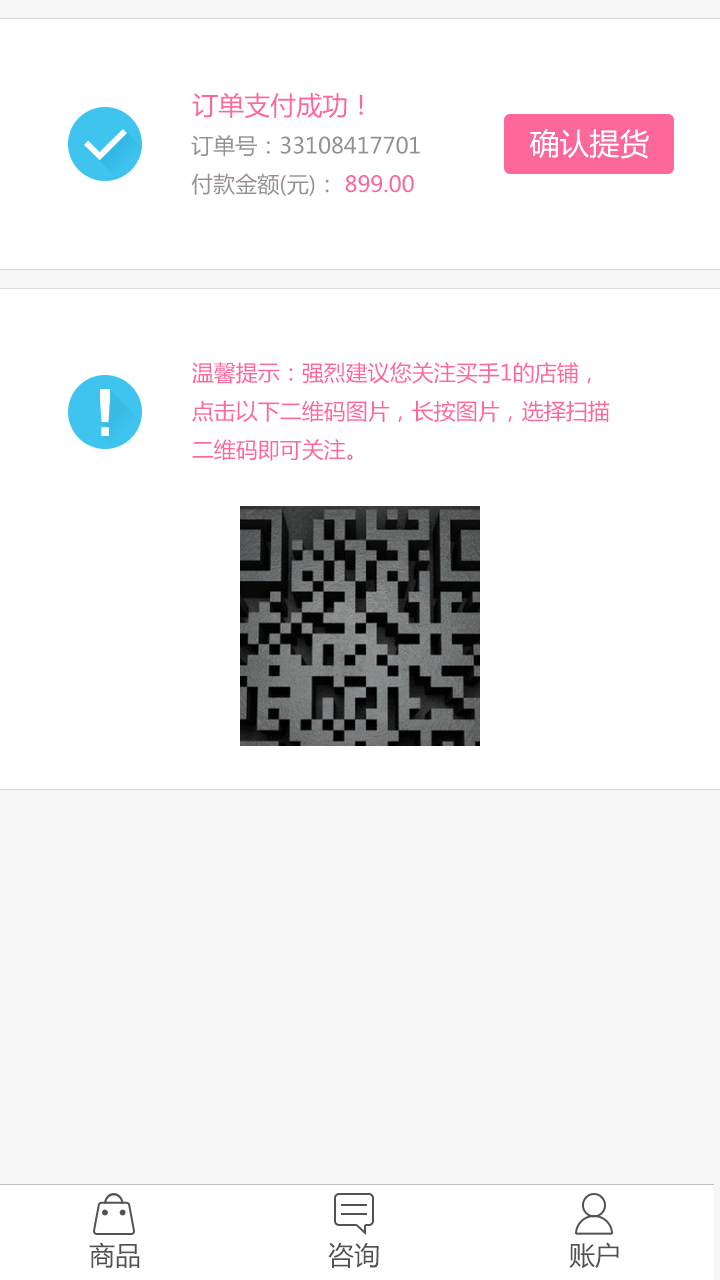 订单支付成功！
订单号：33108417701
付款金额(元)： 899.00
确认提货
温馨提示：强烈建议您关注买手1的店铺，
点击以下二维码图片，长按图片，选择扫描
二维码即可关注。
商品
咨询
账户